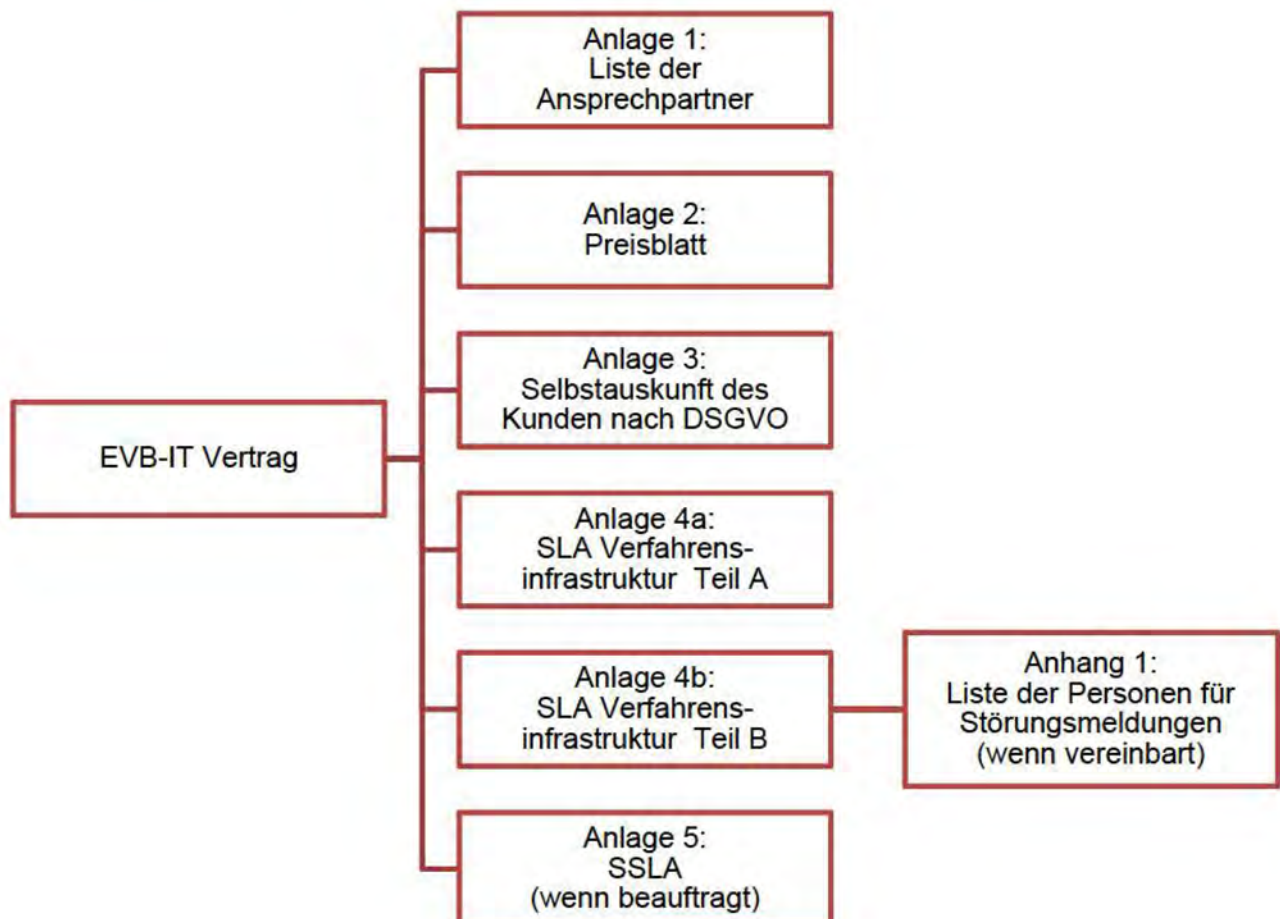 EVB-IT Vertrag
Anlage 1:
Liste der
Ansprechpartner
Anlage 2:
Preisblatt
Anlage 3:
Selbstauskunft des
Kunden nach DSGVO
Anlage 4a:
SLA Verfahrens-
infrastruktur Teil A
Anlage 4b:
SLA Verfahrens-
infrastruktur Teil B
Anhang 1:
Liste der Personen für
Störungsmeldungen
(wenn vereinbart)
Anlage 5:
SSLA
(wenn beauftragt)